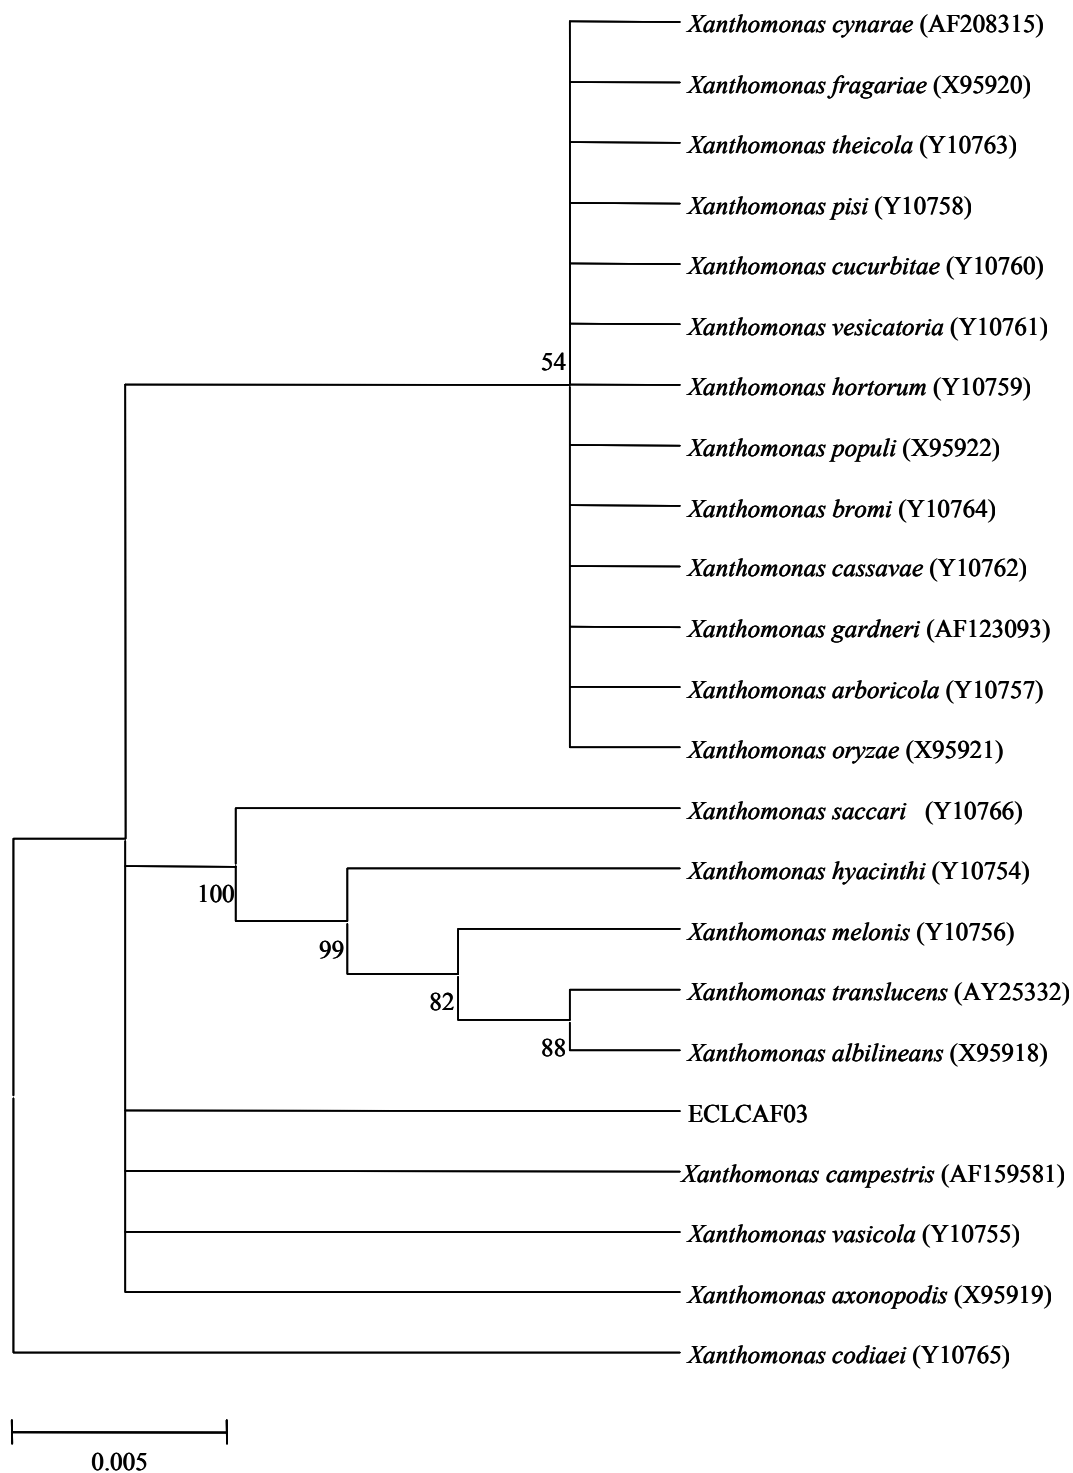 Xanthomonas cynarae (AF208315)
Xanthomonas fragariae (X95920)
Xanthomonas theicola (Y10763)
Xanthomonas pisi (Y10758)
Xanthomonas cucurbitae (Y10760)
Xanthomonas vesicatoria (Y10761)
54
Xanthomonas hortorum (Y10759)
Xanthomonas populi (X95922)
Xanthomonas bromi (Y10764)
Xanthomonas cassavae (Y10762)
Xanthomonas gardneri (AF123093)
Xanthomonas arboricola (Y10757)
Xanthomonas oryzae (X95921)
Xanthomonas saccari (Y10766)
Xanthomonas hyacinthi (Y10754)
100
Xanthomonas melonis (Y10756)
99
Xanthomonas translucens (AY25332)
82
88
Xanthomonas albilineans (X95918)
ECLCAF03
Xanthomonas campestris (AF159581)
Xanthomonas vasicola (Y10755)
Xanthomonas axonopodis (X95919)
Xanthomonas codiaei (Y10765)
0.005